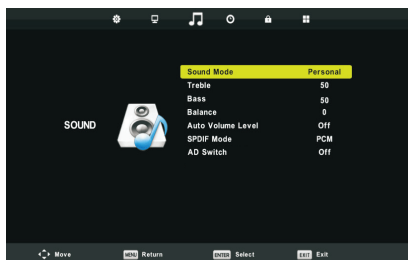 Sound Mode Personal
Treble 50
Bass 50
Balance 0
SOUND
Auto Volume Level Off
SPDIF Mode PCM
AD Switch Off
Move MENU Return ENTER Select EXIT Exit